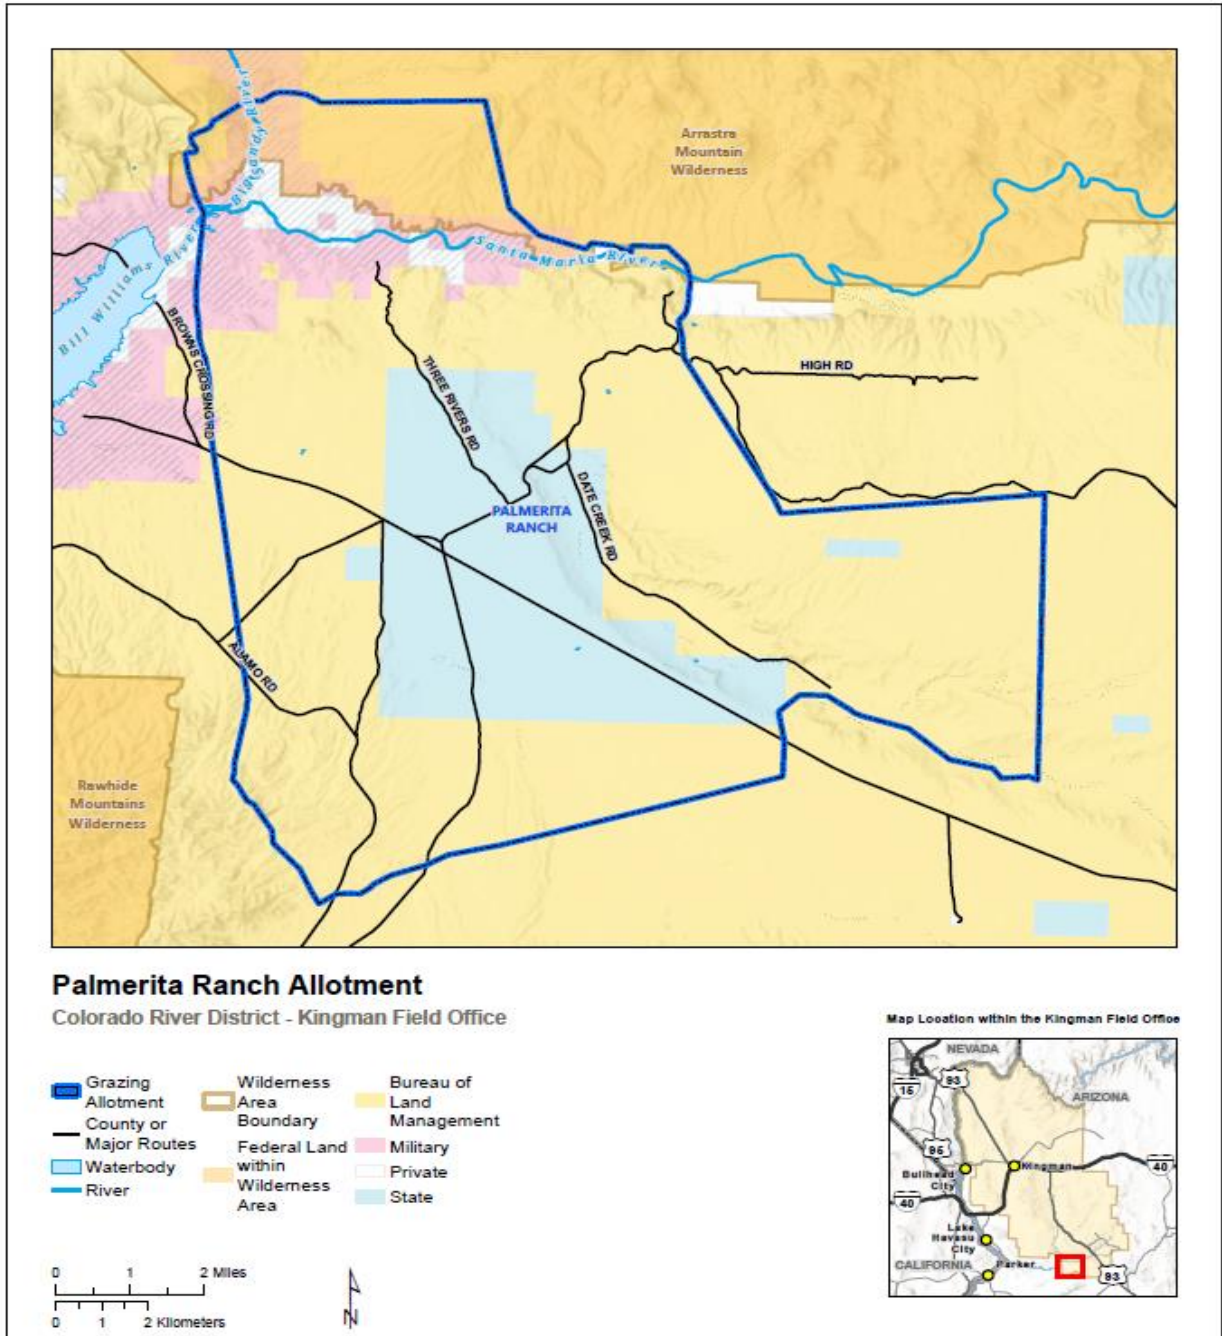 Big Sandy River
Arrastra
Mountain
Wilderness
Santa Maria River
Bill Williams River
BROWNS CROSSING RD
THREE RIVERS RD
HIGH RD
PALMERITA
RANCH
DATE CREEK RD
ALAMO RD
Rawhide
Mountains
Wilderness
Palmerita Ranch Allotment
Colorado River District - Kingman Field Office
Grazing
Allotment
County or
Major Routes
Waterbody
River
Wilderness
Area
Boundary
Federal Land
within
Wilderness
Area
Bureau of
Land
Management
Military
Private
State
0 1 2 Miles
0 1 2 Kilometers
N
Map Location within the Kingman Field Office
NEVADA
15
93
ARIZONA
95
Bullhead
City
Kingman
40
40
Lake
Havasu
City
CALIFORNIA
Parker
93